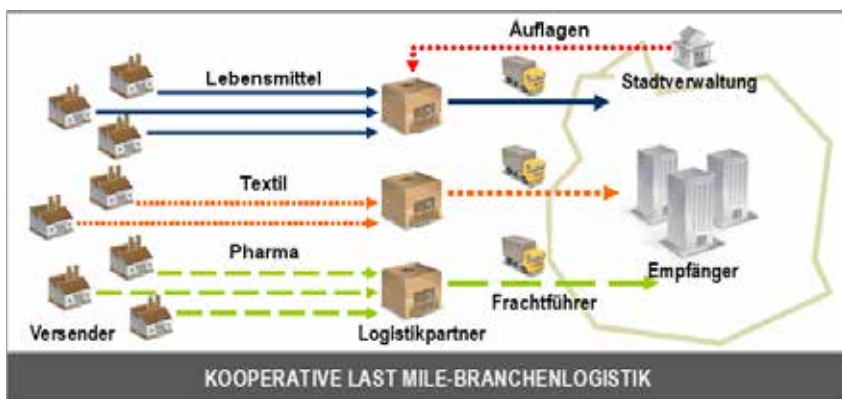 Auflagen
Lebensmittel
Stadtverwaltung
Textil
Pharma
Empfänger
Versender
Logistikpartner
Frachtführer
KOOPERATIVE LAST MILE-BRANCHENLOGISTIK